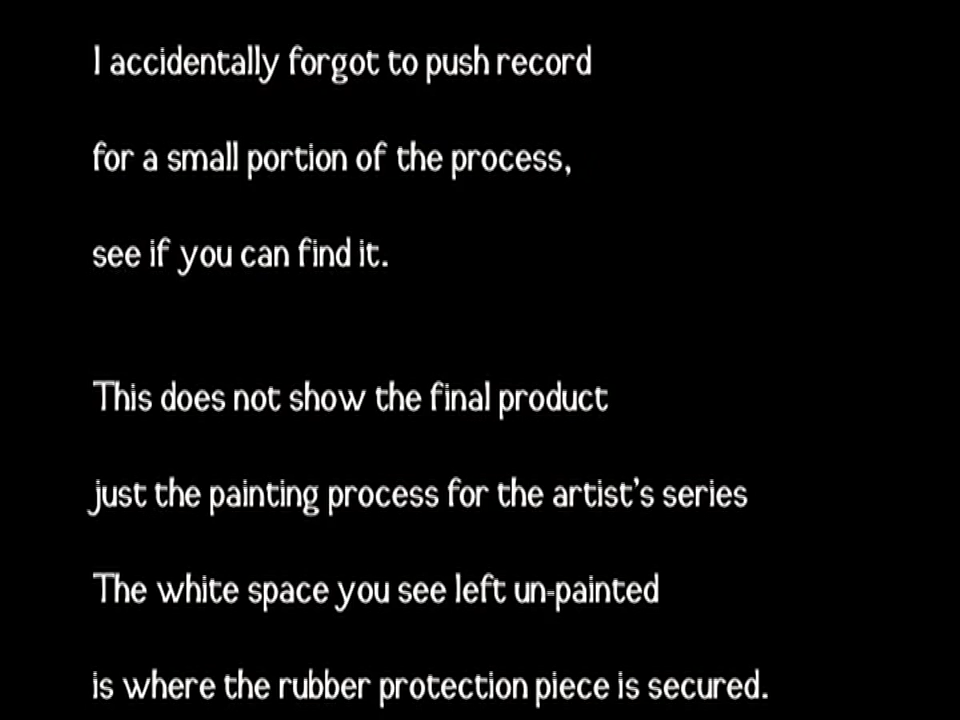 I accidentally forgot to push record
for a small portion of the process,
see if you can find it.
This does not show the final product
just the painting process for the artist's series
The white space you see left un-painted
is where the rubber protection piece is secured.